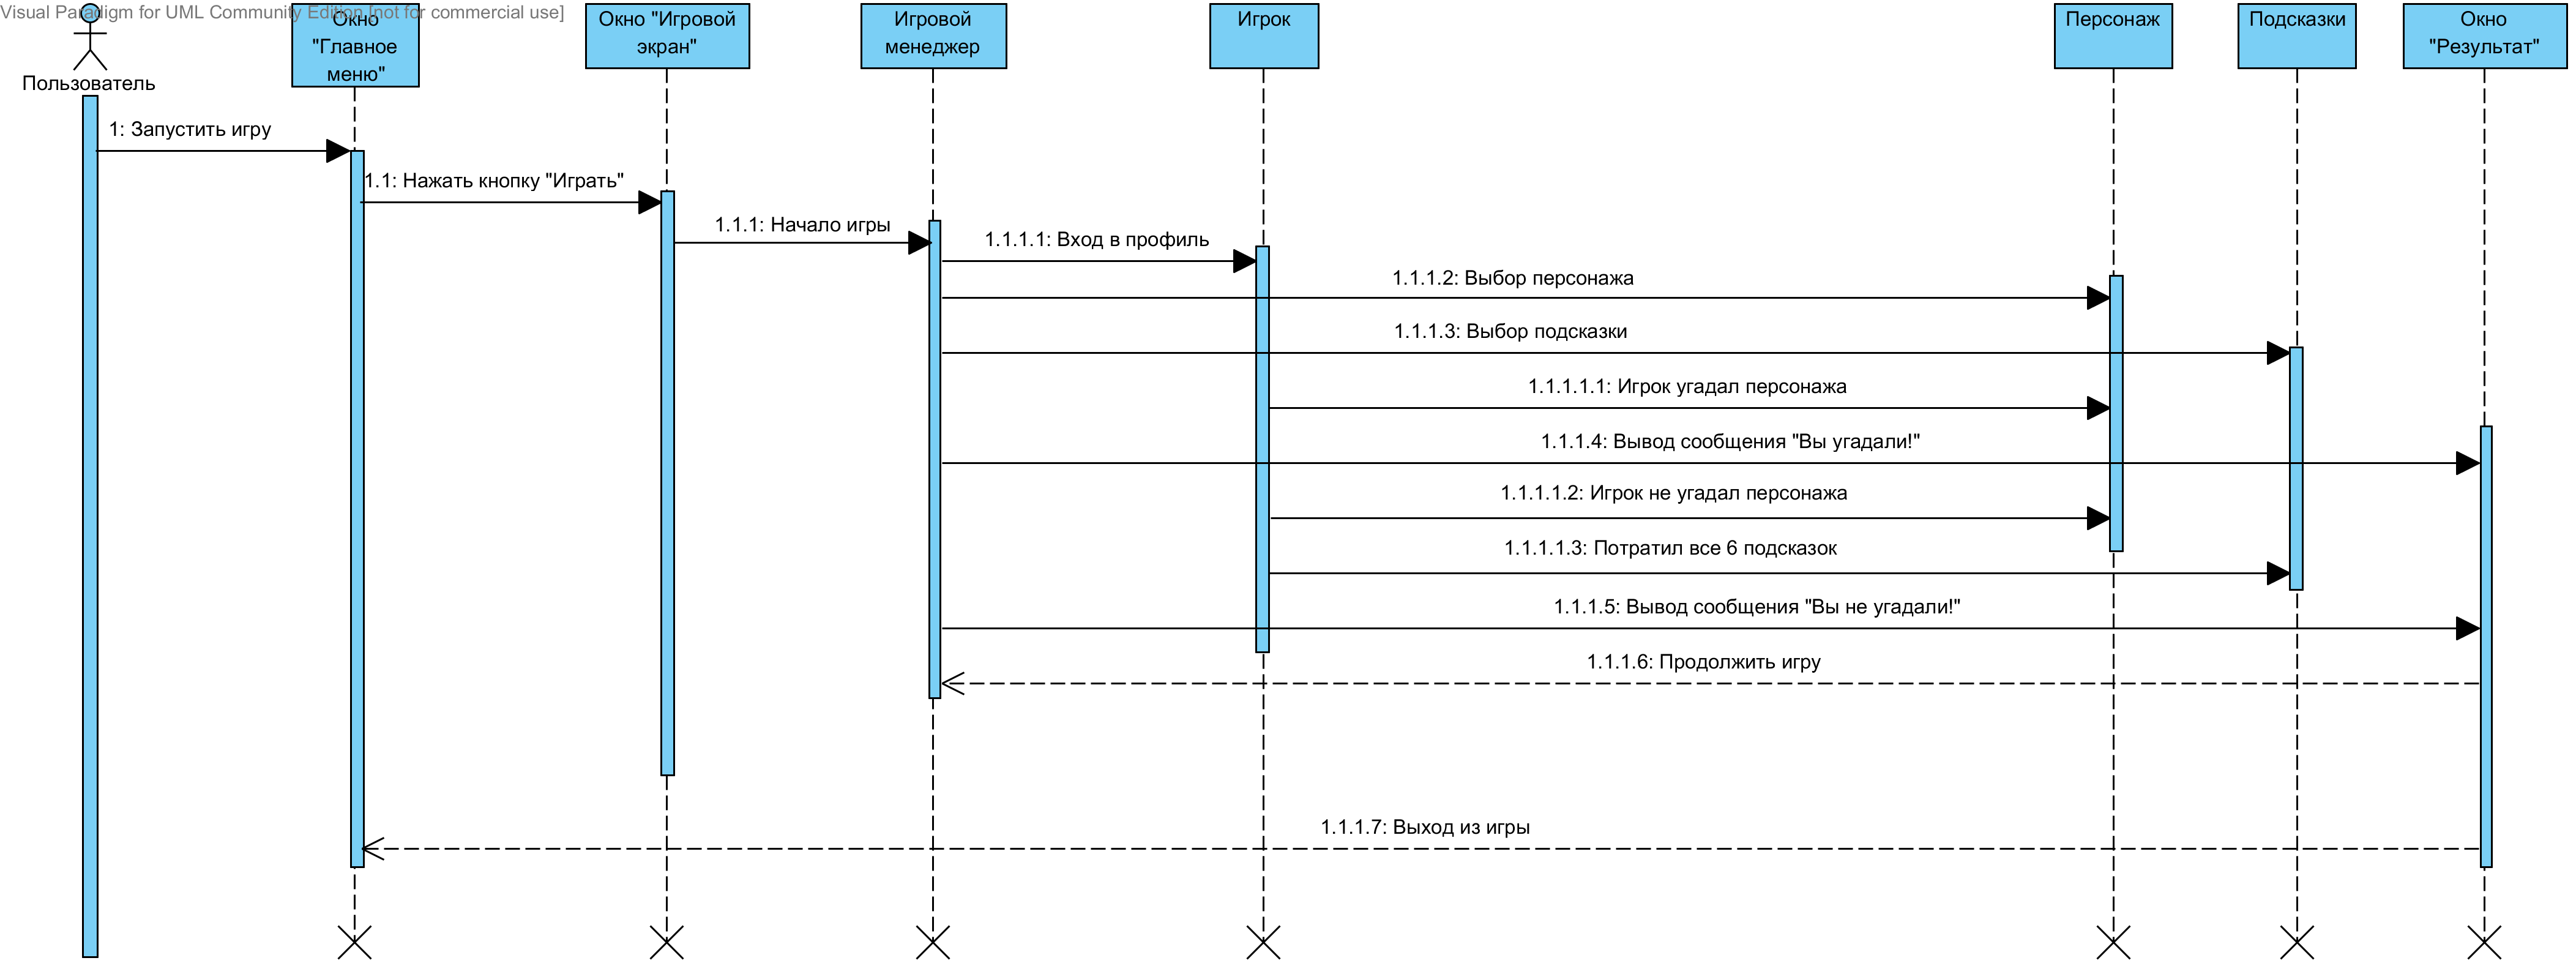 Visual Paradigm for UML Community Edition [not for commercial use]
Пользователь
Окно
"Главное
меню"
Окно "Игровой
экран"
Игровой
менеджер
Игрок
Персонаж
Подсказки
Окно
"Результат"
1: Запустить игру
1.1: Нажать кнопку "Играть"
1.1.1: Начало игры
1.1.1.1: Вход в профиль
1.1.1.2: Выбор персонажа
1.1.1.3: Выбор подсказки
1.1.1.1.1: Игрок угадал персонажа
1.1.1.4: Вывод сообщения "Вы угадали!"
1.1.1.1.2: Игрок не угадал персонажа
1.1.1.1.3: Потратил все 6 подсказок
1.1.1.5: Вывод сообщения "Вы не угадали!"
1.1.1.6: Продолжить игру
1.1.1.7: Выход из игры